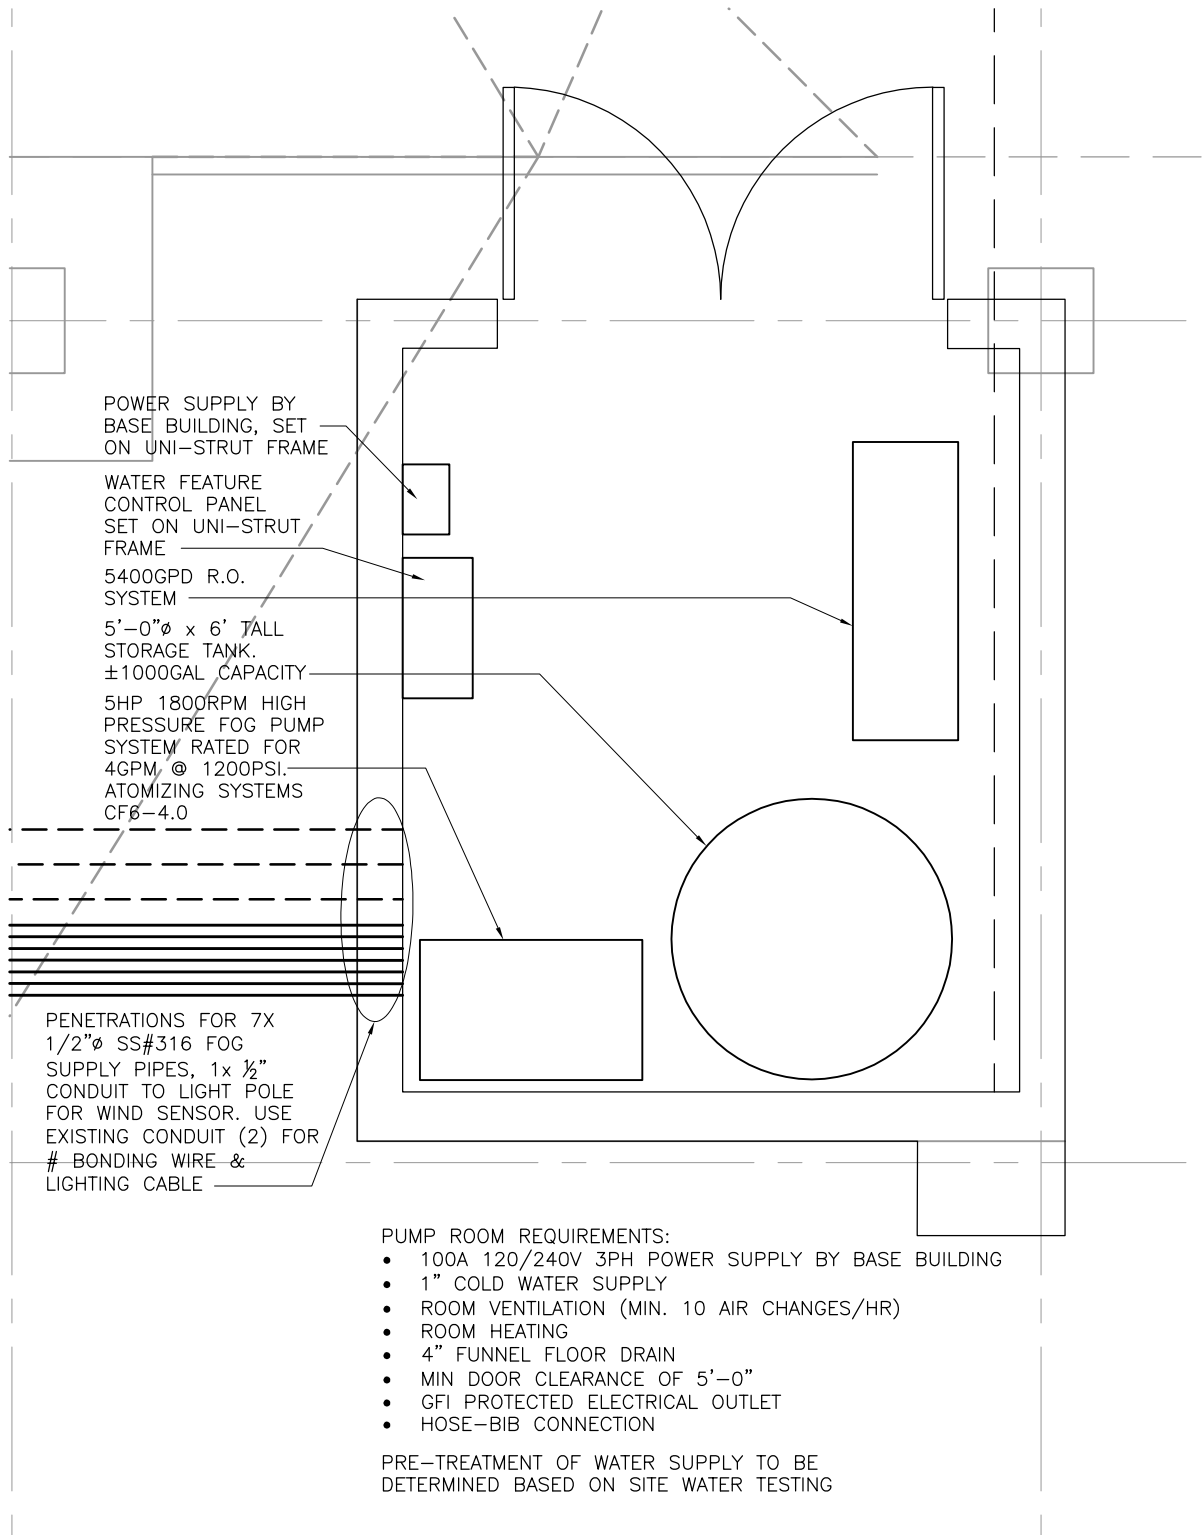 POWER SUPPLY BY
BASE BUILDING, SET
ON UNI-STRUT FRAME
WATER FEATURE
CONTROL PANEL
SET ON UNI-STRUT
FRAME
5400GPD R.O.
SYSTEM
5'-0"ø x 6' TALL
STORAGE TANK.
±1000GAL CAPACITY
5HP 1800RPM HIGH
PRESSURE FOG PUMP
SYSTEM RATED FOR
4GPM @ 1200PSI.
ATOMIZING SYSTEMS
CF6-4.0
PENETRATIONS FOR 7X
1/2"ø SS#316 FOG
SUPPLY PIPES, 1x ½"
CONDUIT TO LIGHT POLE
FOR WIND SENSOR. USE
EXISTING CONDUIT (2) FOR
# BONDING WIRE &
LIGHTING CABLE
PUMP ROOM REQUIREMENTS:
• 100A 120/240V 3PH POWER SUPPLY BY BASE BUILDING
• 1" COLD WATER SUPPLY
• ROOM VENTILATION (MIN. 10 AIR CHANGES/HR)
• ROOM HEATING
• 4" FUNNEL FLOOR DRAIN
• MIN DOOR CLEARANCE OF 5'-0"
• GFI PROTECTED ELECTRICAL OUTLET
• HOSE-BIB CONNECTION
PRE-TREATMENT OF WATER SUPPLY TO BE
DETERMINED BASED ON SITE WATER TESTING